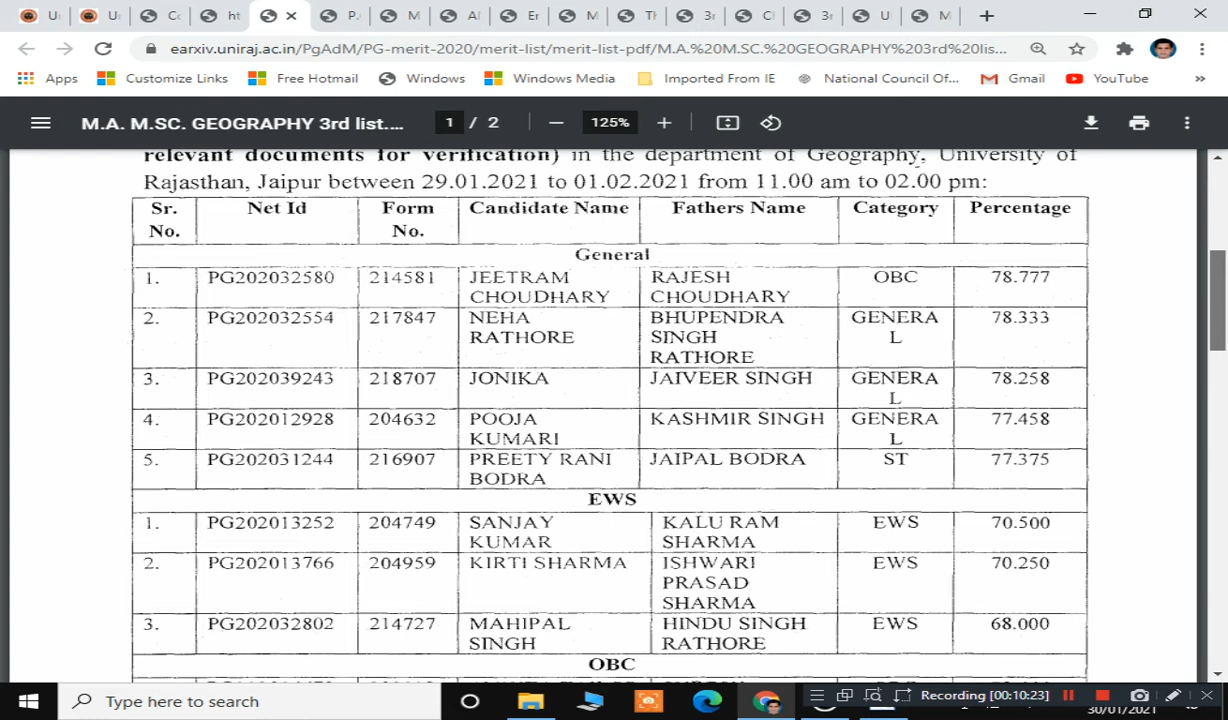 U
U
C
ht
P.
M
A
Er
M
Th
3r
Cl
3r
U
M
earxiv.uniraj.ac.in/PgAdM/PG-merit-2020/merit-list/merit-list-pdf/M.A.%20M.SC.%20GEOGRAPHY%203rd%20lis...
Apps Customize Links Free Hotmail Windows Windows Media Imported From IE National Council Of... Gmail YouTube »
M.A. M.SC. GEOGRAPHY 3rd list.... 1 / 2 — 125% +
relevant documents for verification) in the department of Geography, University of
Rajasthan, Jaipur between 29.01.2021 to 01.02.2021 from 11.00 am to 02.00 pm:
Sr. Net Id Form Candidate Name Fathers Name Category Percentage
No. No.
General
1. PG202032580 214581 JEETRAM RAJESH OBC 78.777
CHOUDHARY CHOUDHARY
2. PG202032554 217847 NEHA BHUPENDRA GENERA 78.333
RATHORE SINGH L
RATHORE
3. PG202039243 218707 JONIKA JAIVEER SINGH GENERA 78.258
L
4. PG202012928 204632 POOJA KASHMIR SINGH GENERA 77.458
KUMARI L
5. PG202031244 216907 PREETY RANI JAIPAL BODRA ST 77.375
BODRA
EWS
1. PG202013252 204749 SANJAY KALU RAM EWS 70.500
KUMAR SHARMA
2. PG202013766 204959 KIRTI SHARMA ISHWARI EWS 70.250
PRASAD
SHARMA
3. PG202032802 214727 MAHIPAL HINDU SINGH EWS 68.000
SINGH RATHORE
OBC
Type here to search
Recording [00:10:23]
30/01/2021